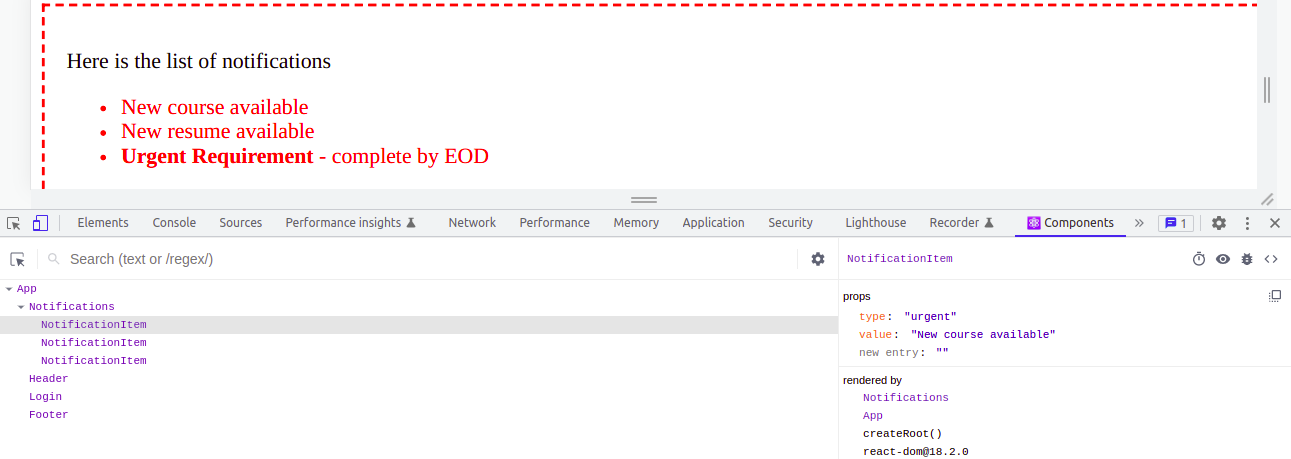 Here is the list of notifications
New course available
New resume available
Urgent Requirement - complete by EOD
Elements Console Sources Performance insights Network Performance Memory Application Security Lighthouse Recorder Components » 1
Search (text or /regex/)
NotificationItem
App
props
Notifications
type: "urgent"
NotificationItem
value: "New course available"
NotificationItem
new entry: ""
NotificationItem
Header
rendered by
Login
Notifications
Footer
App
createRoot()
react-dom@18.2.0